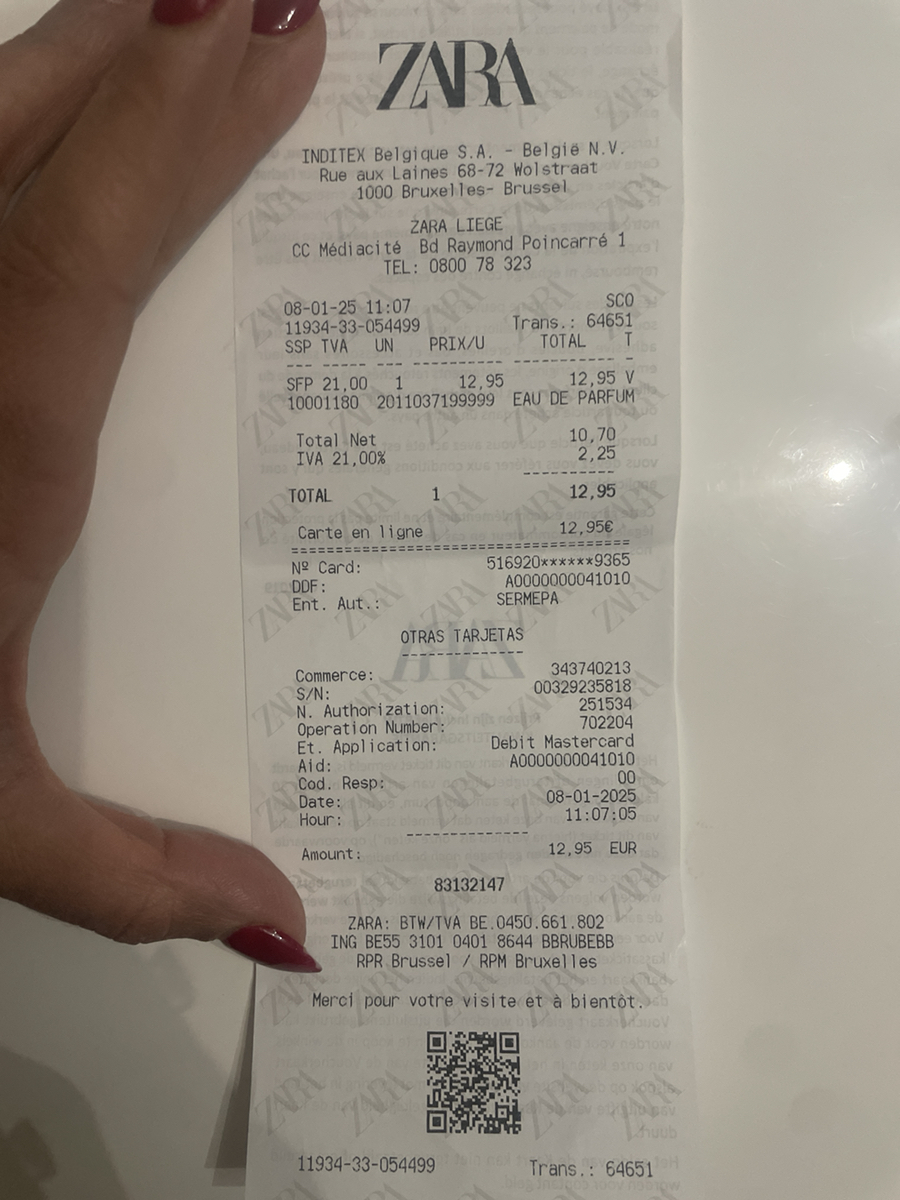 ZARA
INDITEX Belgique S.A. - België N.V.
Rue aux Laines 68-72 Wolstraat
1000 Bruxelles- Brussel
ZARA LIEGE
CC Médiacité Bd Raymond Poincarré 1
TEL: 0800 78 323
08-01-25 11:07 SCO
11934-33-054499 Trans.: 64651
SSP TVA UN PRIX/U TOTAL T
--- ----- --- ---------- ---------- -
SFP 21,00 1 12,95 12,95 V
10001180 2011037199999 EAU DE PARFUM
Total Net 10,70
IVA 21,00% 2,25
----------
TOTAL 1 12,95
Carte en ligne 12,95€
======================================
Nº Card: 516920******9365
DDF: A0000000041010
Ent. Aut.: SERMEPA
OTRAS TARJETAS
-------------
Commerce: 343740213
S/N: 00329235818
N. Authorization: 251534
Operation Number: 702204
Et. Application: Debit Mastercard
Aid: A0000000041010
Cod. Resp: 00
Date: 08-01-2025
Hour: 11:07:05
-------------
Amount: 12,95 EUR
83132147
ZARA: BTW/TVA BE.0450.661.802
ING BE55 3101 0401 8644 BBRUBEBB
RPR Brussel / RPM Bruxelles
Merci pour votre visite et à bientôt.
11934-33-054499 Trans.: 64651